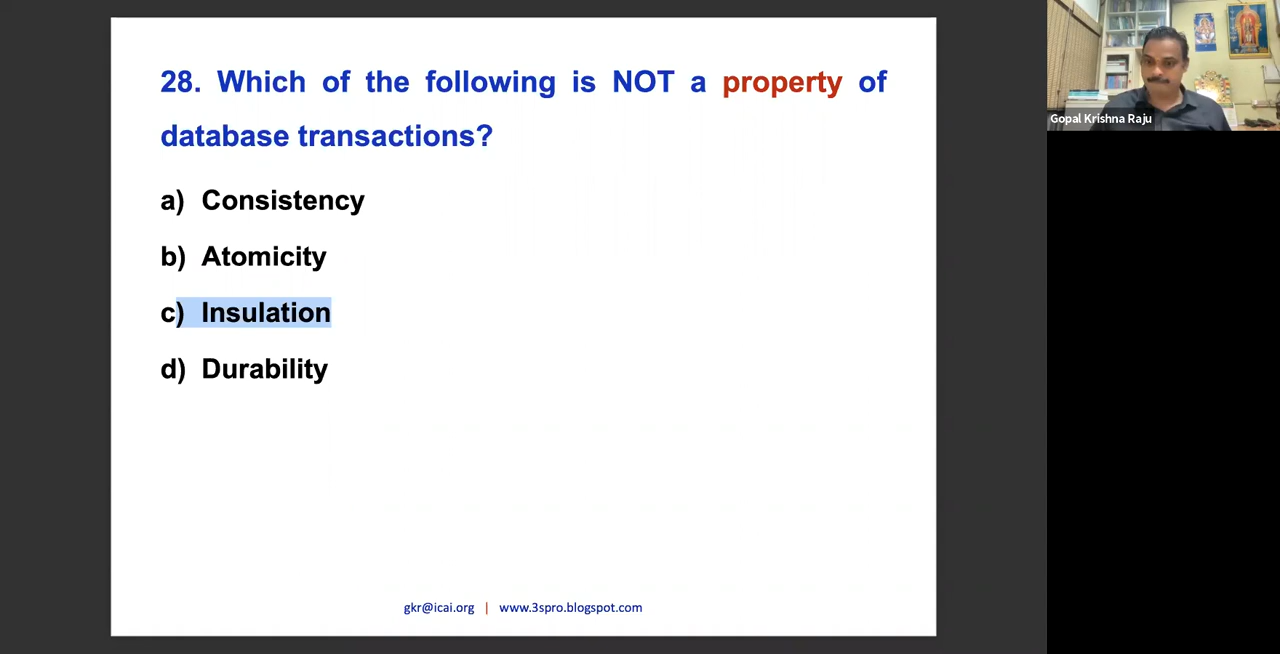 28. Which of the following is NOT a property of
database transactions?
a) Consistency
b) Atomicity
c) Insulation
d) Durability
gkr@icai.org | www.3spro.blogspot.com
Gopal Krishna Raju